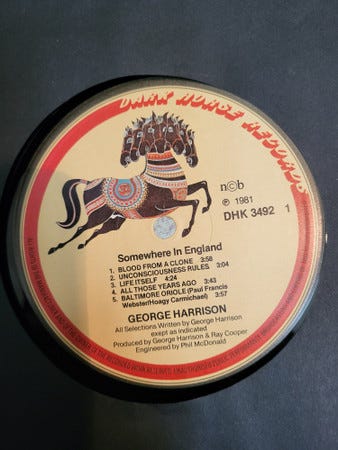 DARK HORSE RECORDS
n©b
℗ 1981
DHK 3492 1
Somewhere In England
1. BLOOD FROM A CLONE 3:58
2. UNCONSCIOUSNESS RULES 3:04
3. LIFE ITSELF 4:24
4. ALL THOSE YEARS AGO 3:43
5. BALTIMORE ORIOLE (Paul Francis
Webster/Hoagy Carmichael) 3:57
GEORGE HARRISON
All Selections Written by George Harrison
exept as indicated
Produced by George Harrison & Ray Cooper
Engineered by Phil McDonald